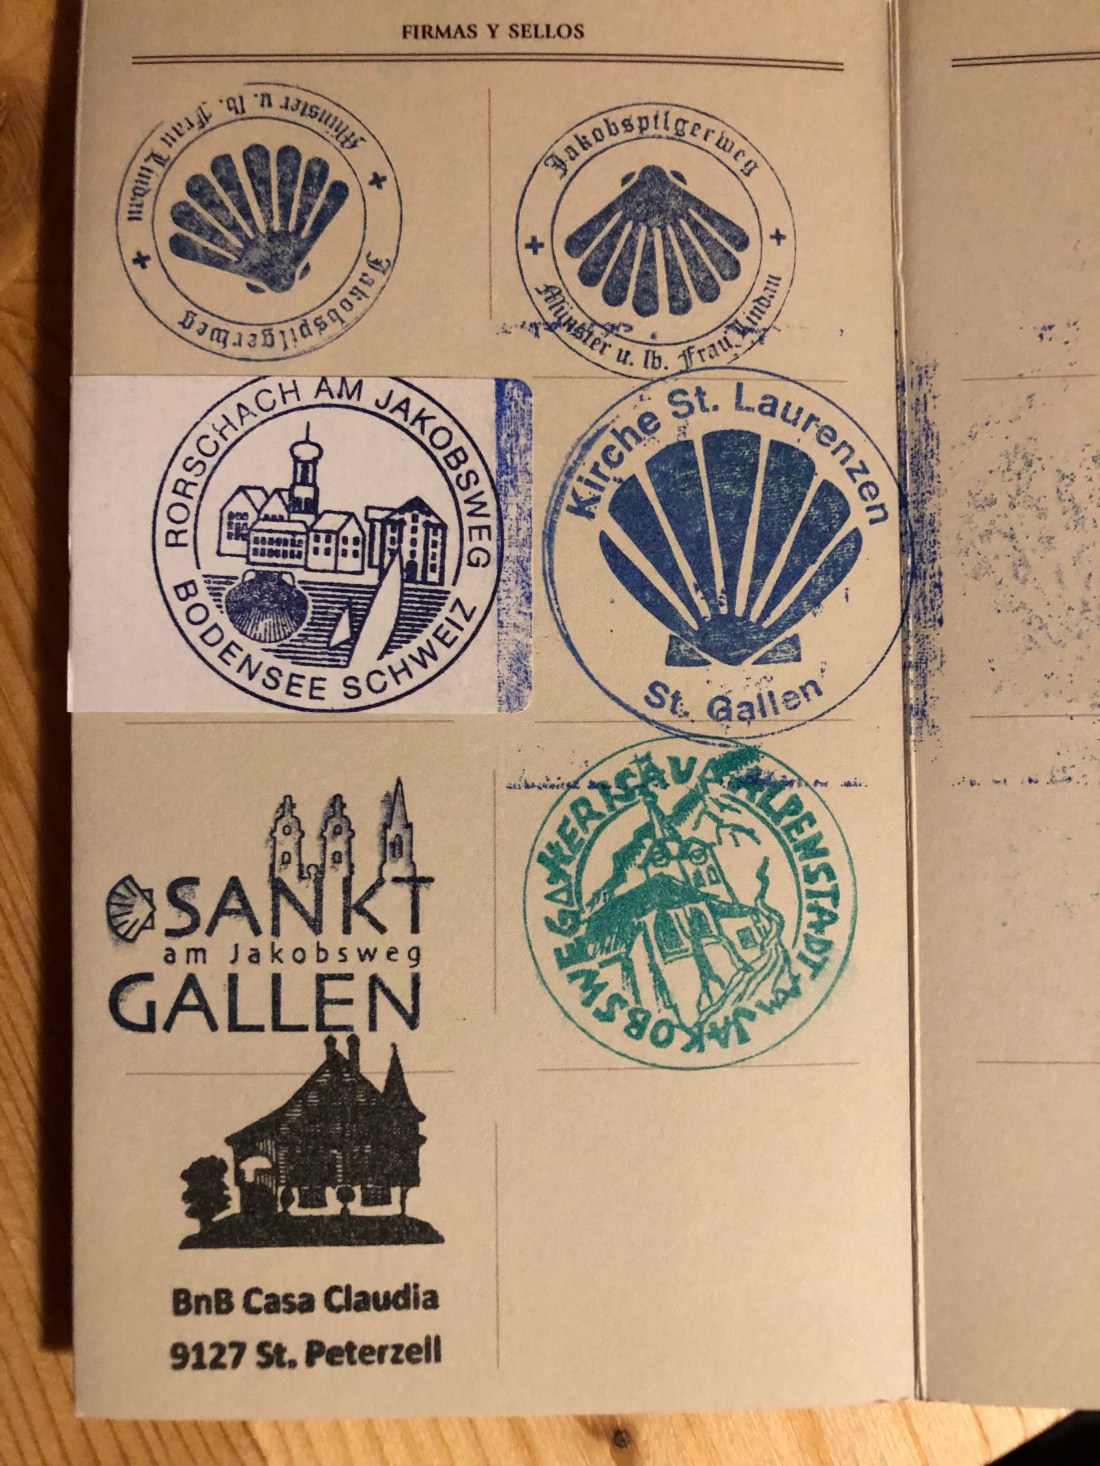 FIRMAS Y SELLOS
Münster u. lb. Frau Lindau
Jakobspilgerweg
Jakobspilgerweg
Münster u. lb. Frau Lindau
RORSCHACH AM JAKOBSWEG
BODENSEE SCHWEIZ
Kirche St. Laurenzen
St. Gallen
SANKT
am Jakobsweg
GALLEN
HERISAU ALPENSTADT am JAKOBSWEG
BnB Casa Claudia
9127 St. Peterzell